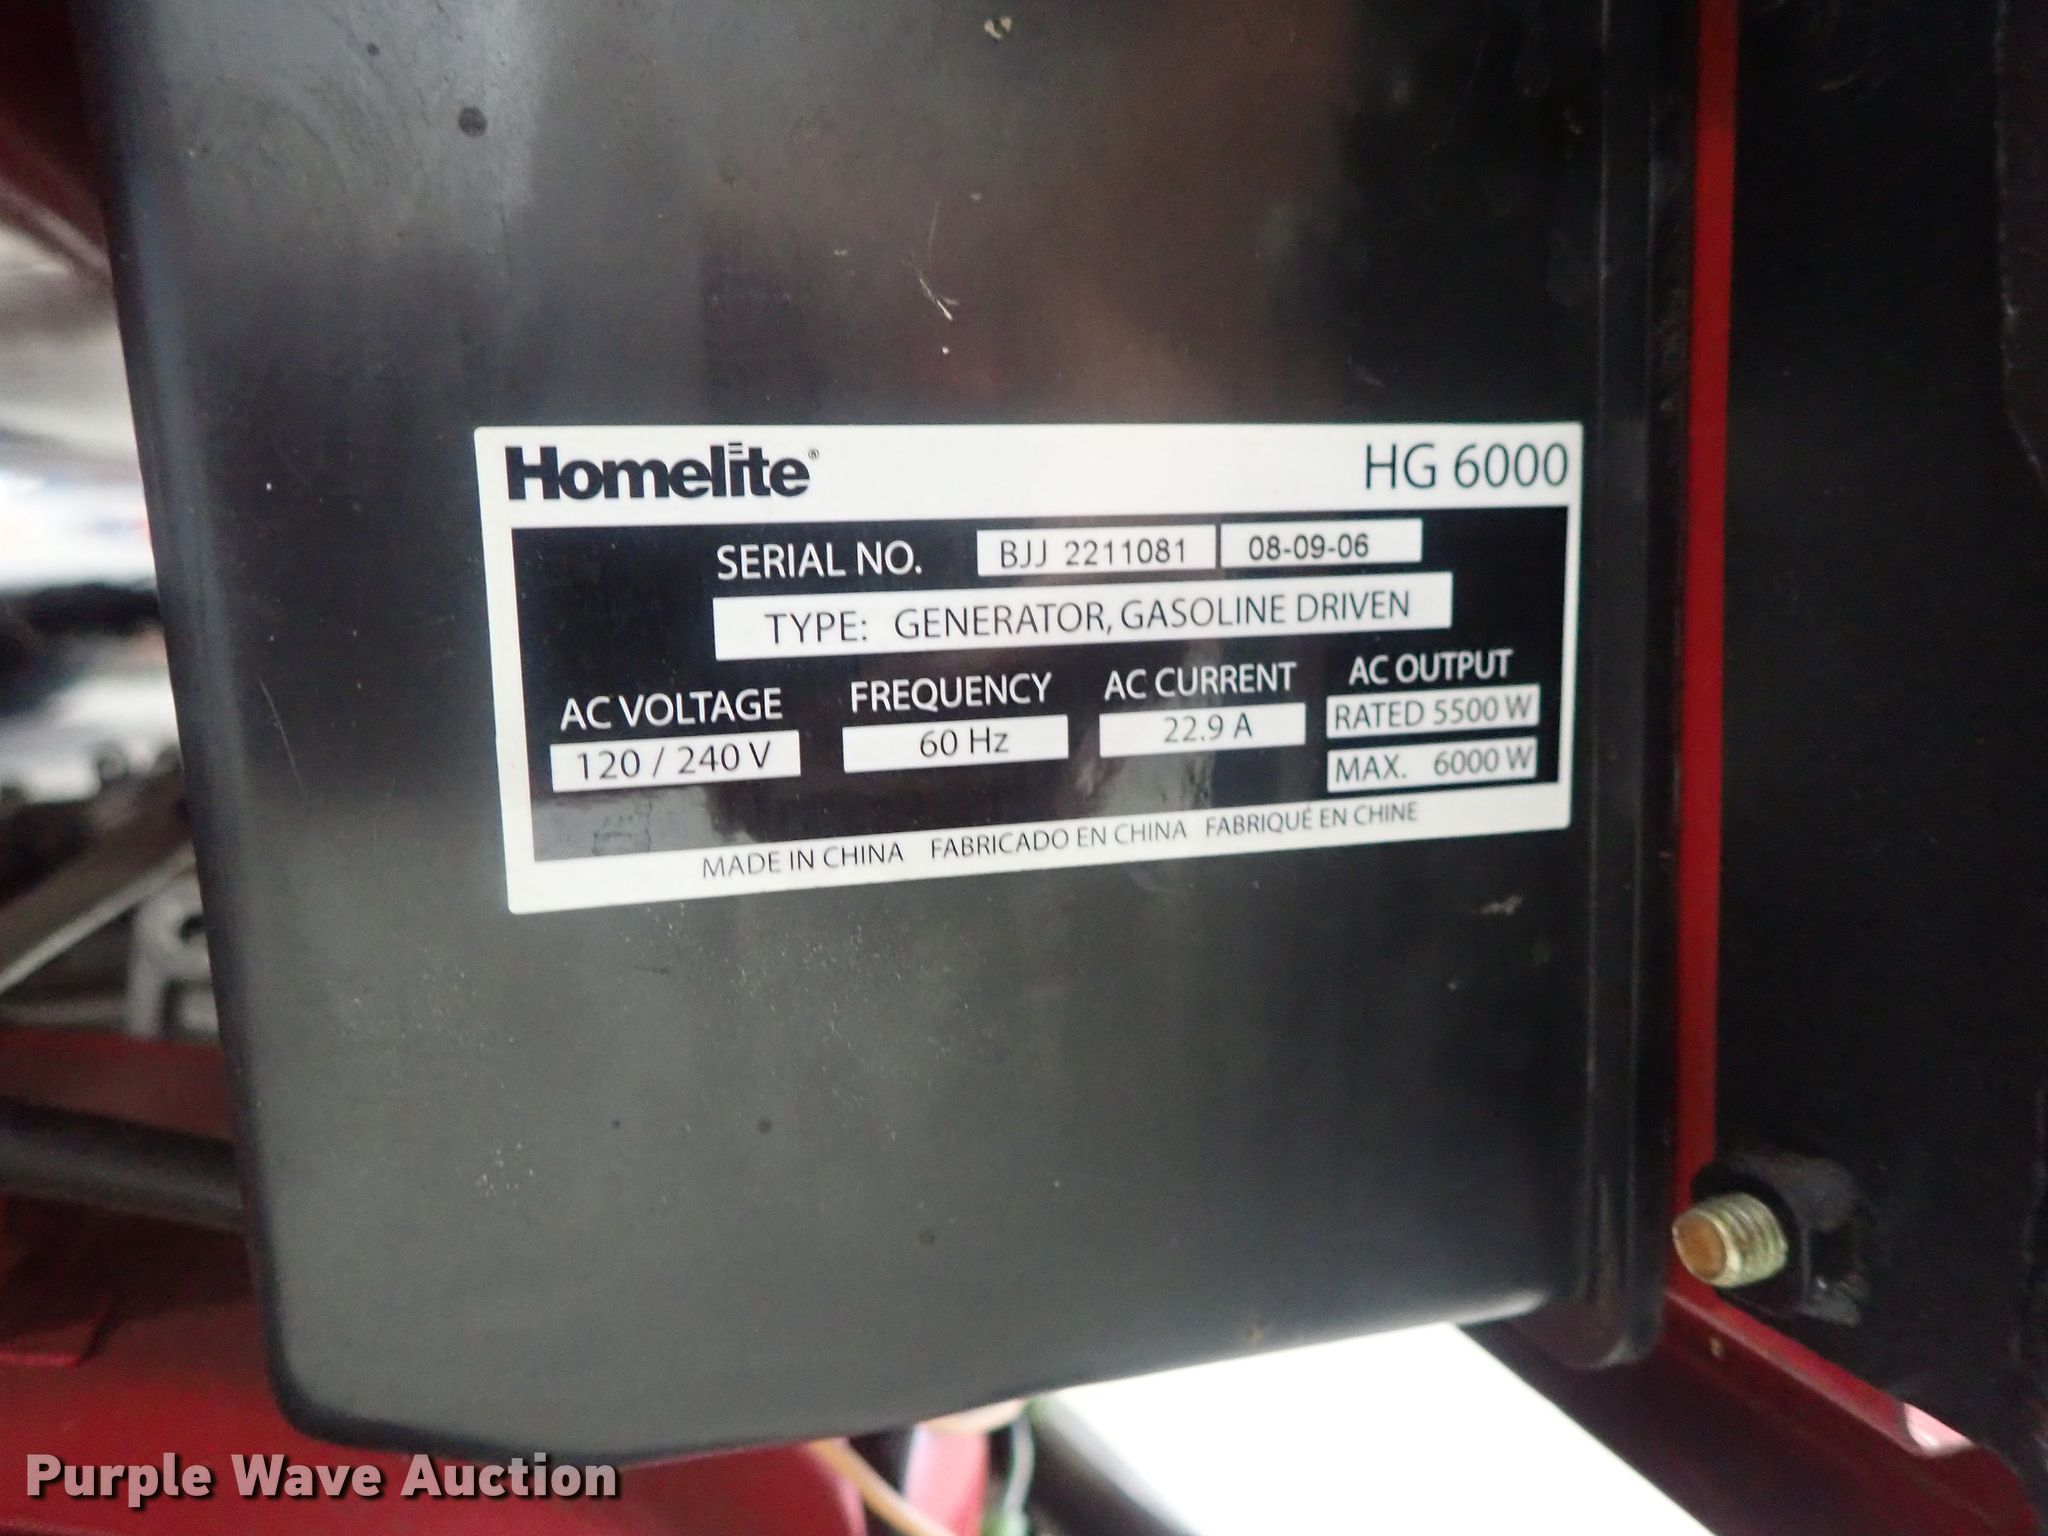 Homelite® HG 6000
SERIAL NO. BJJ 2211081 08-09-06
TYPE: GENERATOR, GASOLINE DRIVEN
AC VOLTAGE FREQUENCY AC CURRENT AC OUTPUT
120 / 240 V 60 Hz 22.9 A RATED 5500 W
MAX. 6000 W
MADE IN CHINA FABRICADO EN CHINA FABRIQUÉ EN CHINE
Purple Wave Auction